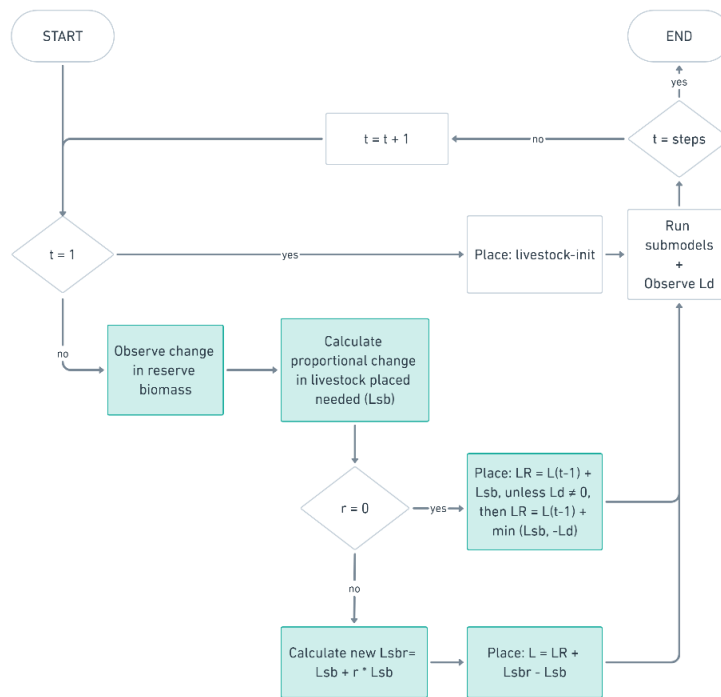 START
END
yes
t = t + 1
no
t = steps
t = 1
yes
Place: livestock-init
Run
submodels
+
Observe Ld
no
Observe change
in reserve
biomass
Calculate
proportional change
in livestock placed
needed (Lsb)
r = 0
yes
Place: LR = L(t-1) +
Lsb, unless Ld ≠ 0,
then LR = L(t-1) +
min (Lsb, -Ld)
no
Calculate new Lsbr=
Lsb + r * Lsb
Place: L = LR +
Lsbr - Lsb